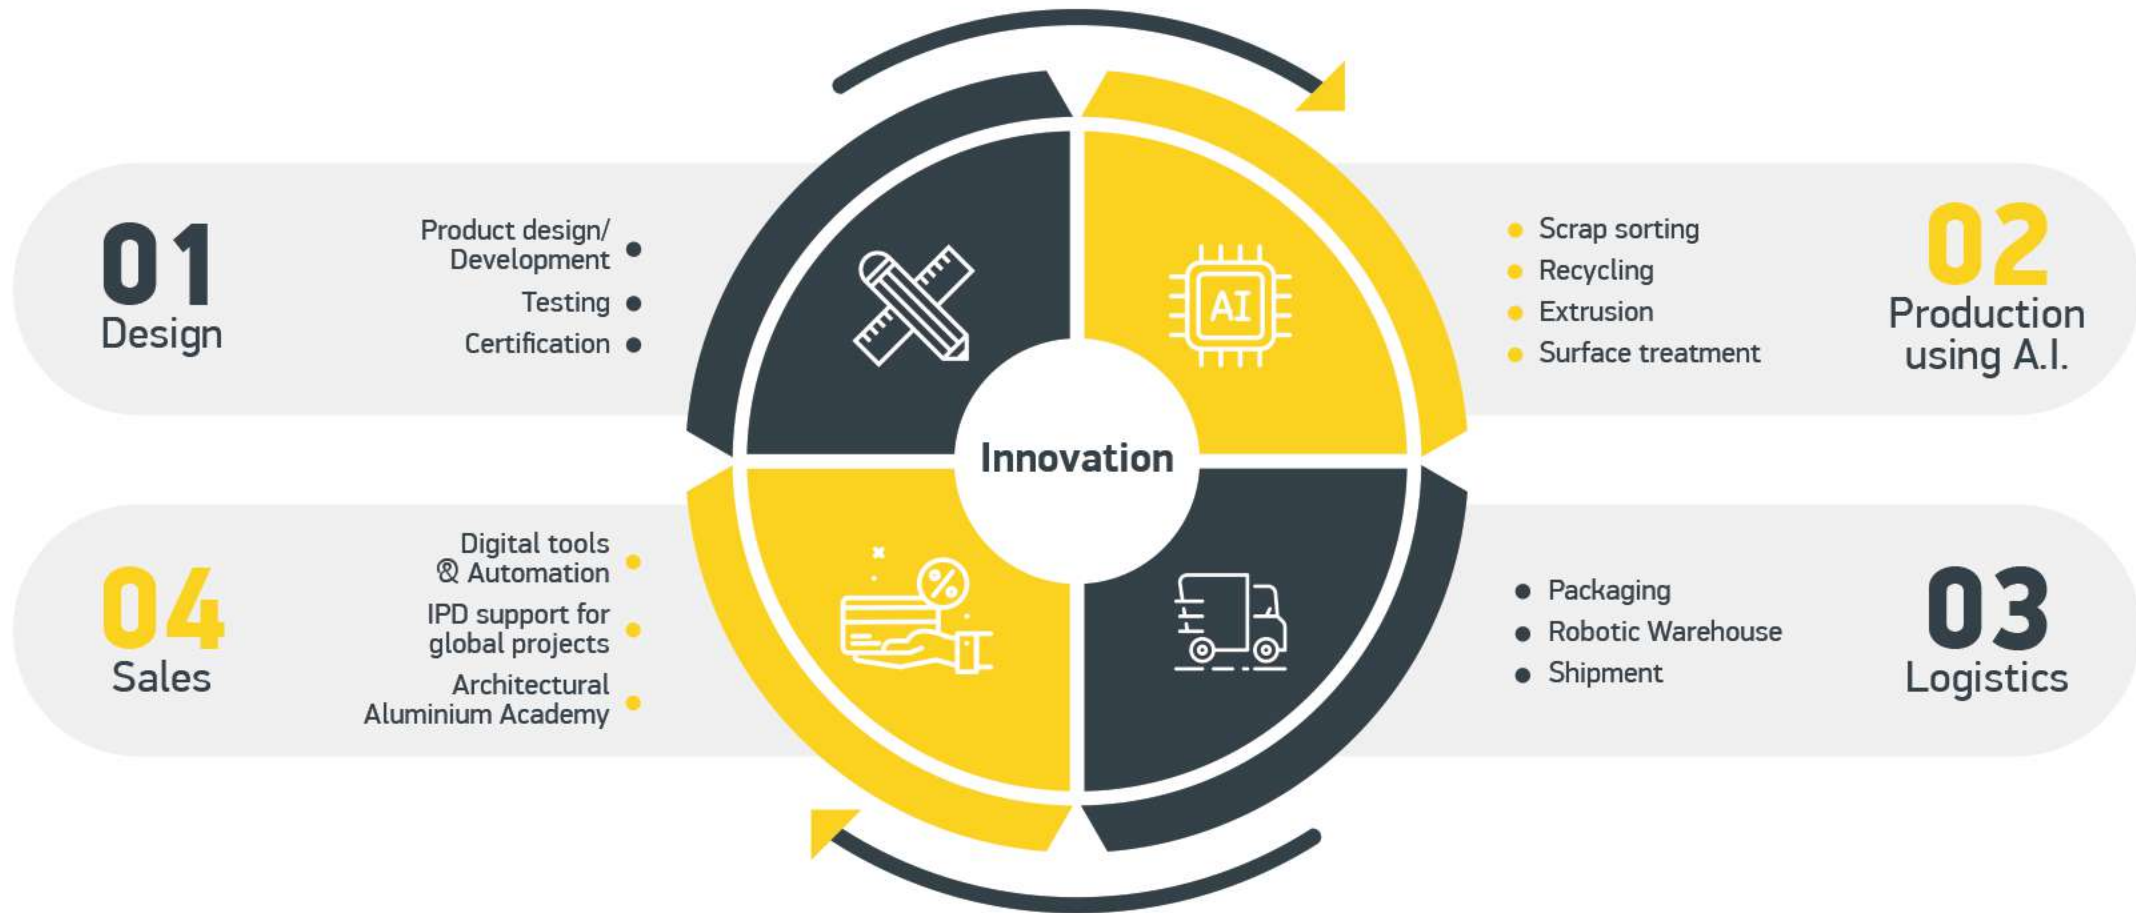 01
Design
Product design/
Development
Testing
Certification
AI
Scrap sorting
Recycling
Extrusion
Surface treatment
02
Production
using A.I.
Innovation
04
Sales
Digital tools
& Automation
IPD support for
global projects
Architectural
Aluminium Academy
%
Packaging
Robotic Warehouse
Shipment
03
Logistics